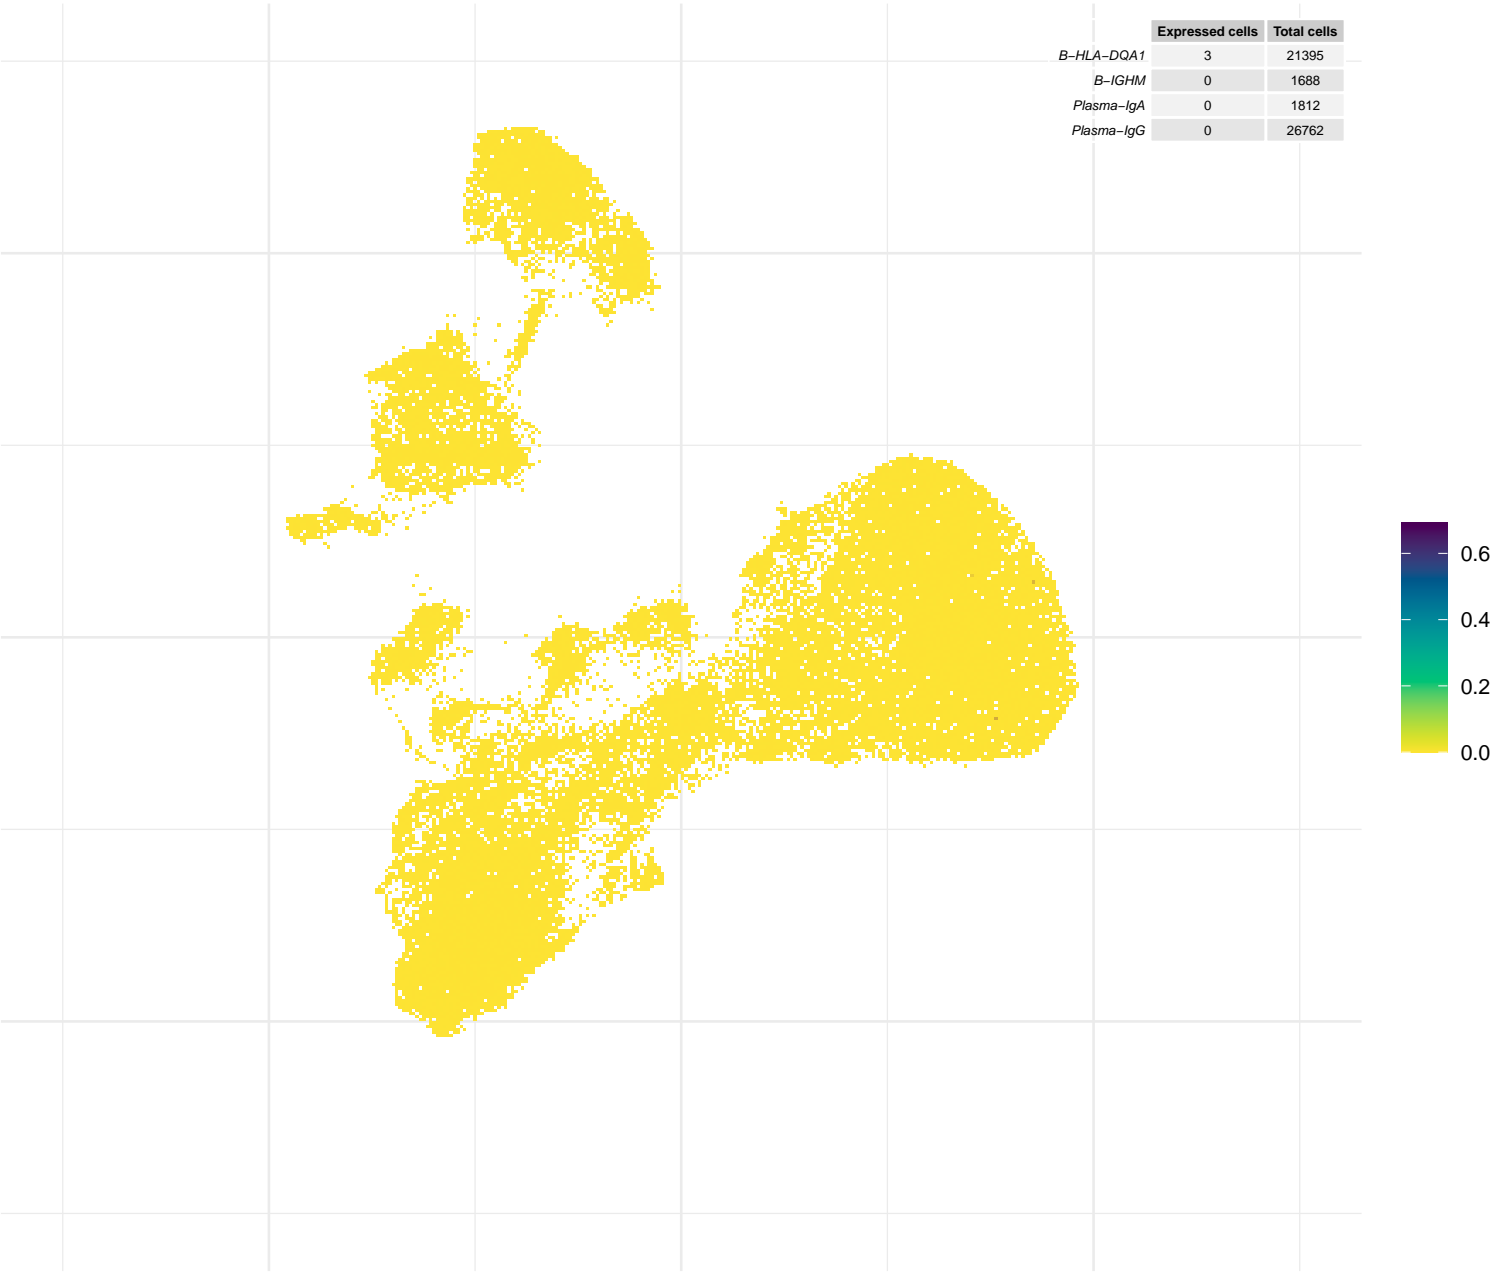 Expressed cells Total cells
B−HLA−DQA1 3 21395
B−IGHM 0 1688
Plasma−IgA 0 1812
Plasma−IgG 0 26762
0.6
0.4
0.2
0.0